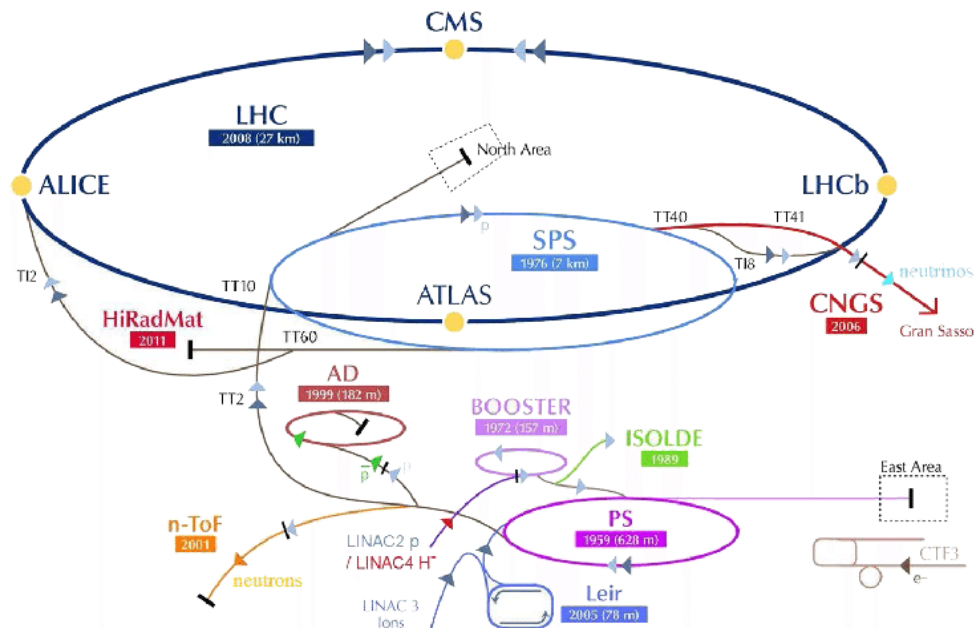 CMS
LHC
2008 (27 km)
North Area
ALICE
LHCb
TT40
TT41
SPS
1976 (7 km)
TI8
p
TI2
TT10
neutrinos
ATLAS
HiRadMat
2011
CNGS
2006
Gran Sasso
TT60
AD
1999 (182 m)
TT2
BOOSTER
1972 (157 m)
ISOLDE
1989
p̅
p
East Area
n-ToF
2001
LINAC2 p
/ LINAC4 H⁻
PS
1959 (628 m)
neutrons
CTF3
e-
Leir
2005 (78 m)
LINAC 3
Ions